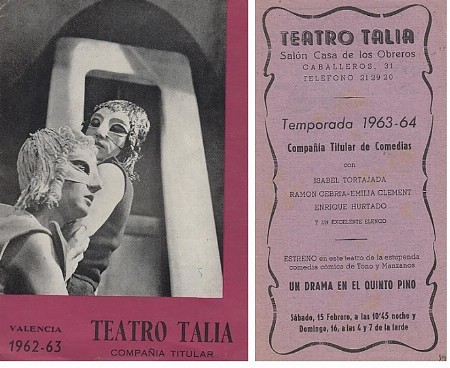 VALENCIA
1962-63
TEATRO TALIA
COMPAÑIA TITULAR
TEATRO TALIA
Salón Casa de los Obreros
CABALLEROS, 31
TELEFONO 21 29 20
Temporada 1963-64
Compañía Titular de Comedias
con
ISABEL TORTAJADA
RAMON CEBRIA-EMILIA CLEMENT
ENRIQUE HURTADO
Y UN EXCELENTE ELENCO
ESTRENO en este teatro de la estupenda
comedia cómica de Tono y Manzanos
UN DRAMA EN EL QUINTO PINO
Sábado, 15 Febrero, a las 10'45 noche y
Domingo, 16, a las 4 y 7 de la tarde